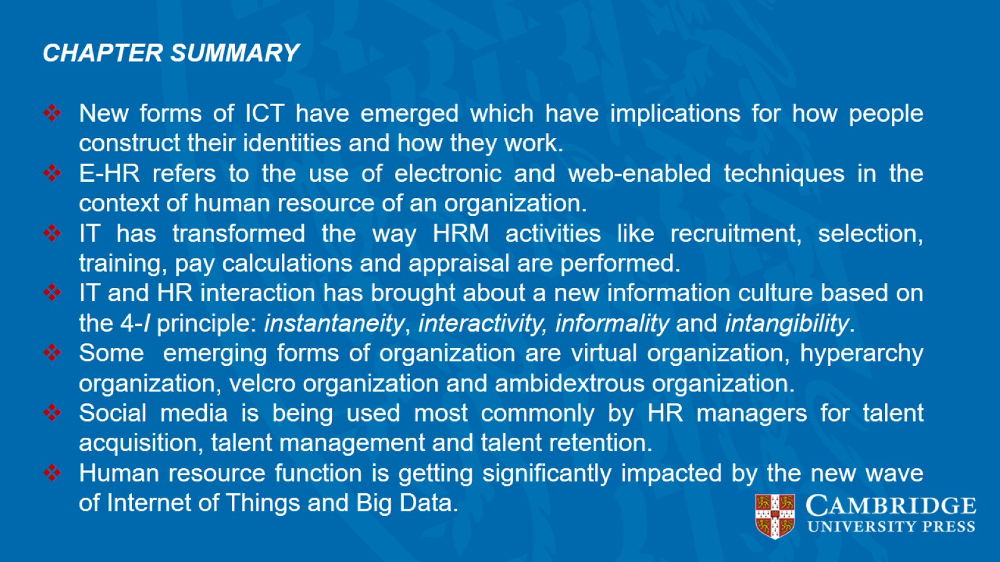 CHAPTER SUMMARY
❖ New forms of ICT have emerged which have implications for how people
construct their identities and how they work.
❖ E-HR refers to the use of electronic and web-enabled techniques in the
context of human resource of an organization.
❖ IT has transformed the way HRM activities like recruitment, selection,
training, pay calculations and appraisal are performed.
❖ IT and HR interaction has brought about a new information culture based on
the 4-I principle: instantaneity, interactivity, informality and intangibility.
❖ Some  emerging forms of organization are virtual organization, hyperarchy
organization, velcro organization and ambidextrous organization.
❖ Social media is being used most commonly by HR managers for talent
acquisition, talent management and talent retention.
❖ Human resource function is getting significantly impacted by the new wave
of Internet of Things and Big Data.
CAMBRIDGE
UNIVERSITY PRESS